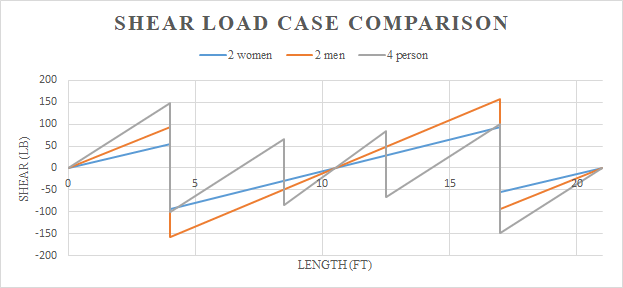 SHEAR LOAD CASE COMPARISON
2 women 2 men 4 person
200
150
100
50
0
-50
-100
-150
-200
0 5 10 15 20
SHEAR (LB)
LENGTH (FT)